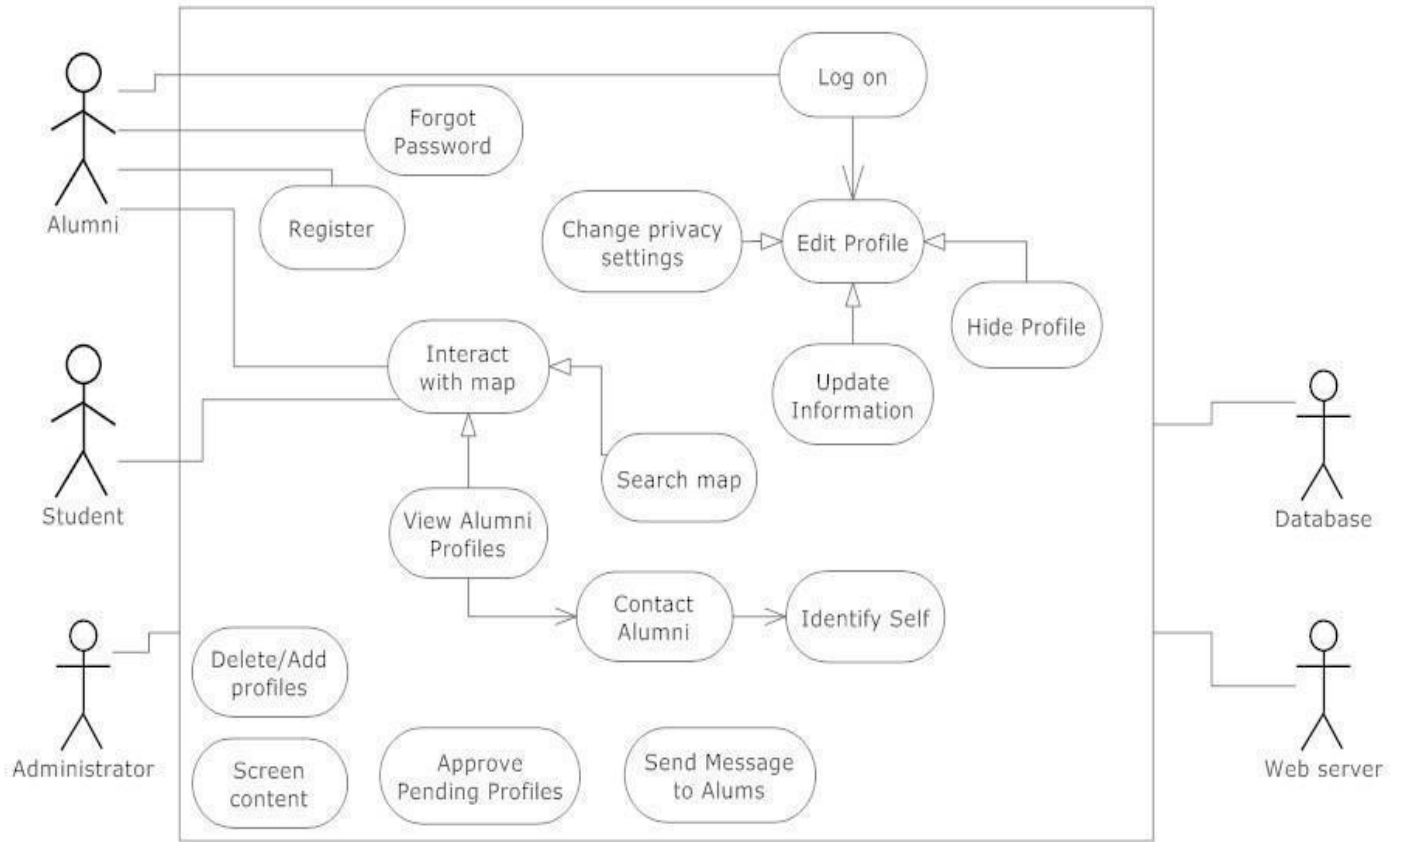 Log on
Forgot
Password
Alumni
Register
Change privacy
settings
Edit Profile
Hide Profile
Interact
with map
Update
Information
Search map
Student
View Alumni
Profiles
Database
Contact
Alumni
Identify Self
Delete/Add
profiles
Administrator
Screen
content
Approve
Pending Profiles
Send Message
to Alums
Web server